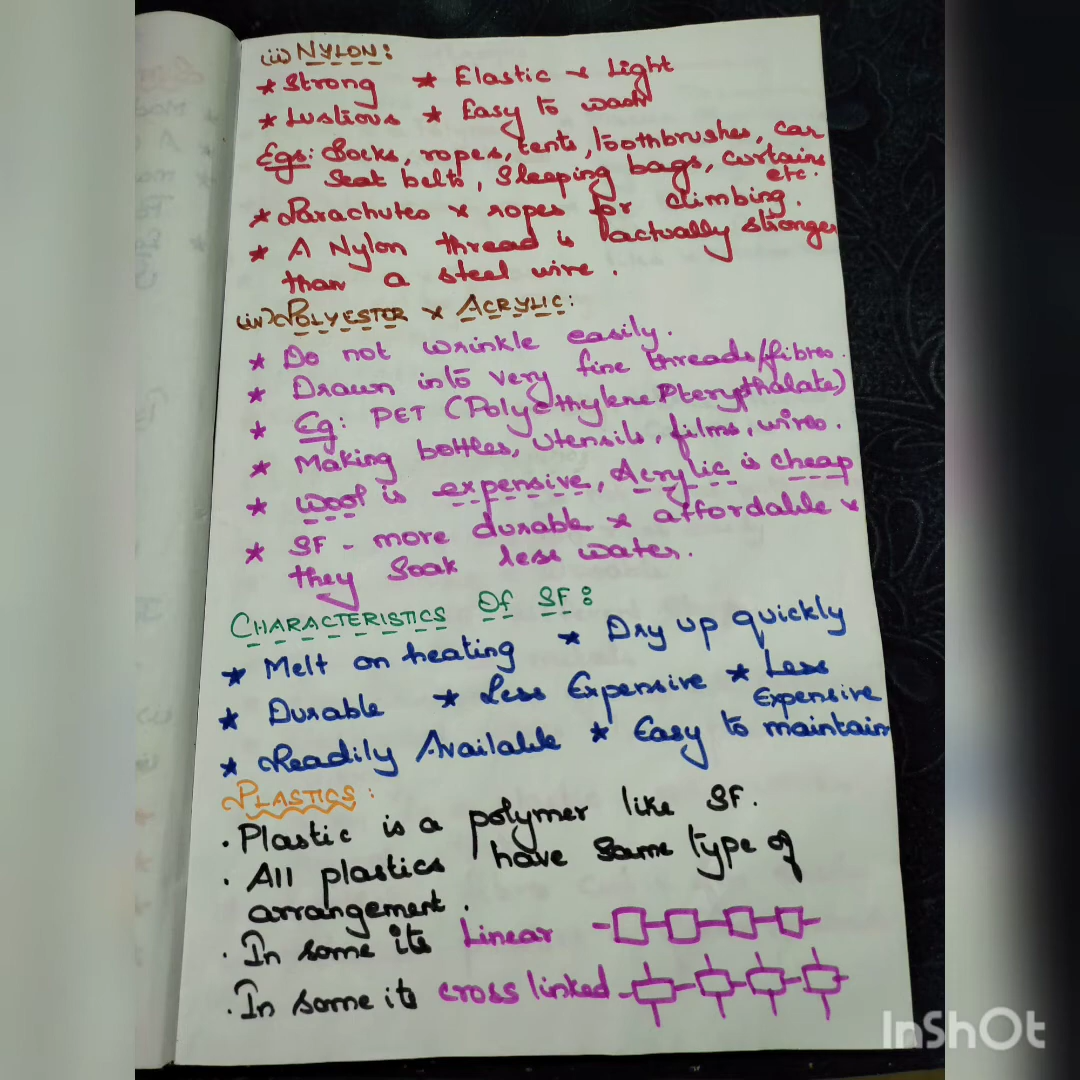 (ii) NYLON:
* Strong * Elastic & Light
* Lustious * Easy to wash
Egs: Socks, ropes, tents, toothbrushes, car
seat belts, sleeping bags, curtains
etc.
* Parachutes & ropes for climbing.
* A Nylon thread is actually stronger
than a steel wire.
POLYESTER & ACRYLIC:
* Do not wrinkle easily.
* Drawn into very fine threads/fibres.
* Eg: PET (Polyethylene Pterypthalate)
* Making bottles, utensils, films, wires.
* Wool is expensive, Acrylic is cheap
* SF - more durable & affordable &
they soak less water.
CHARACTERISTICS OF SF:
* Melt on heating * Dry up quickly
* Durable * Less Expensive * Less
Expensive
* Readily Available * Easy to maintain
PLASTICS:
. Plastic is a polymer like SF.
. All plastics have same type of
arrangement.
. In some its Linear
. In some its cross linked
InShOt